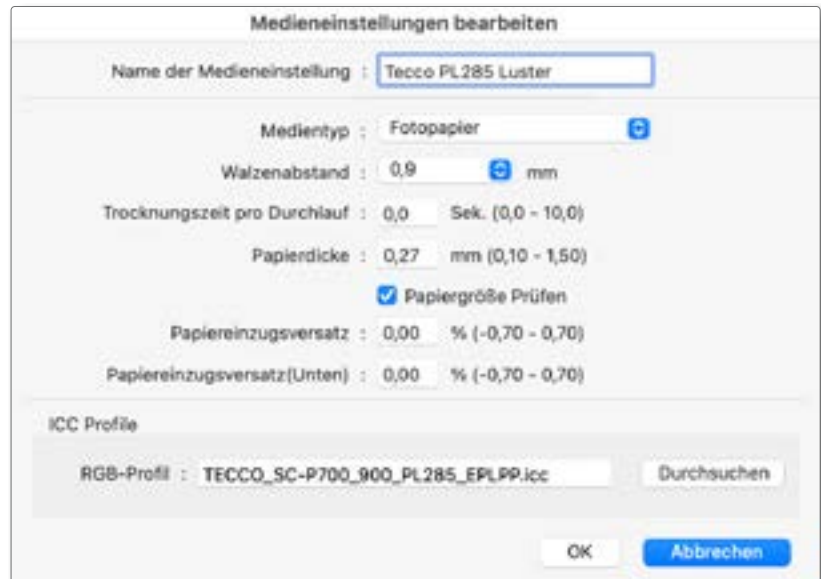 Medieneinstellungen bearbeiten
Name der Medieneinstellung : Tecco PL285 Luster
Medientyp : Fotopapier
Walzenabstand : 0,9 mm
Trocknungszeit pro Durchlauf : 0,0 Sek. (0,0 - 10,0)
Papierdicke : 0,27 mm (0,10 - 1,50)
Papiergröße Prüfen
Papiereinzugsversatz : 0,00 % (-0,70 - 0,70)
Papiereinzugsversatz(Unten) : 0,00 % (-0,70 - 0,70)
ICC Profile
RGB-Profil : TECCO_SC-P700_900_PL285_EPLPP.icc Durchsuchen
OK Abbrechen